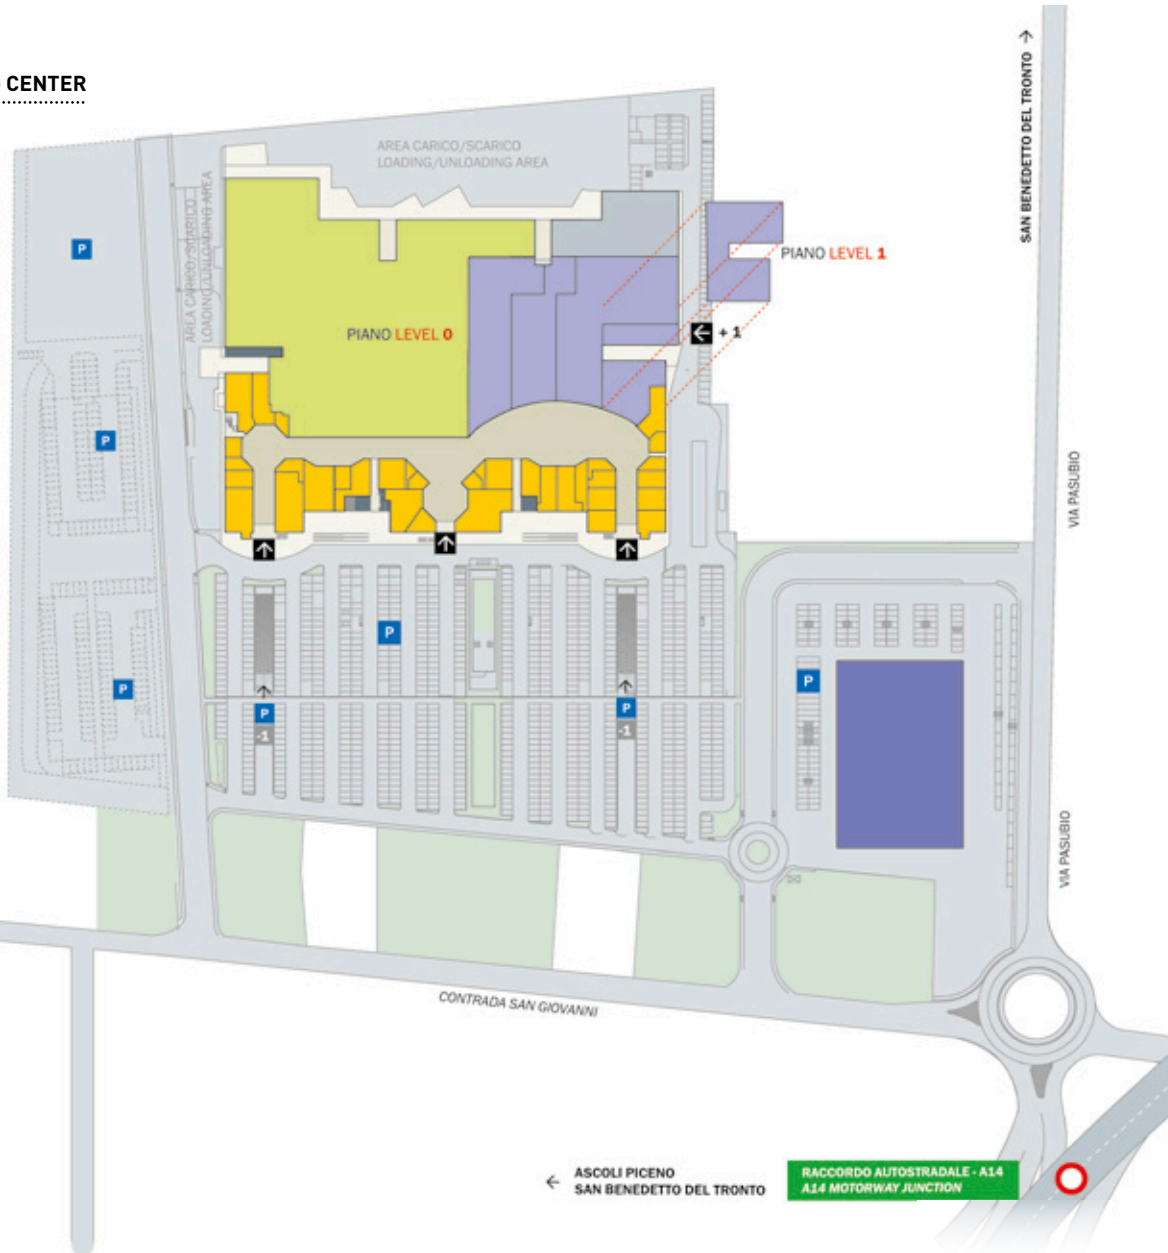 CENTER
SAN BENEDETTO DEL TRONTO →
AREA CARICO/SCARICO
LOADING/UNLOADING AREA
AREA CARICO/SCARICO
LOADING/UNLOADING AREA
P
PIANO LEVEL 1
PIANO LEVEL 0
+ 1
P
VIA PASUBIO
P
P
P
P
-1
P
-1
VIA PASUBIO
CONTRADA SAN GIOVANNI
← ASCOLI PICENO
SAN BENEDETTO DEL TRONTO
RACCORDO AUTOSTRADALE - A14
A14 MOTORWAY JUNCTION